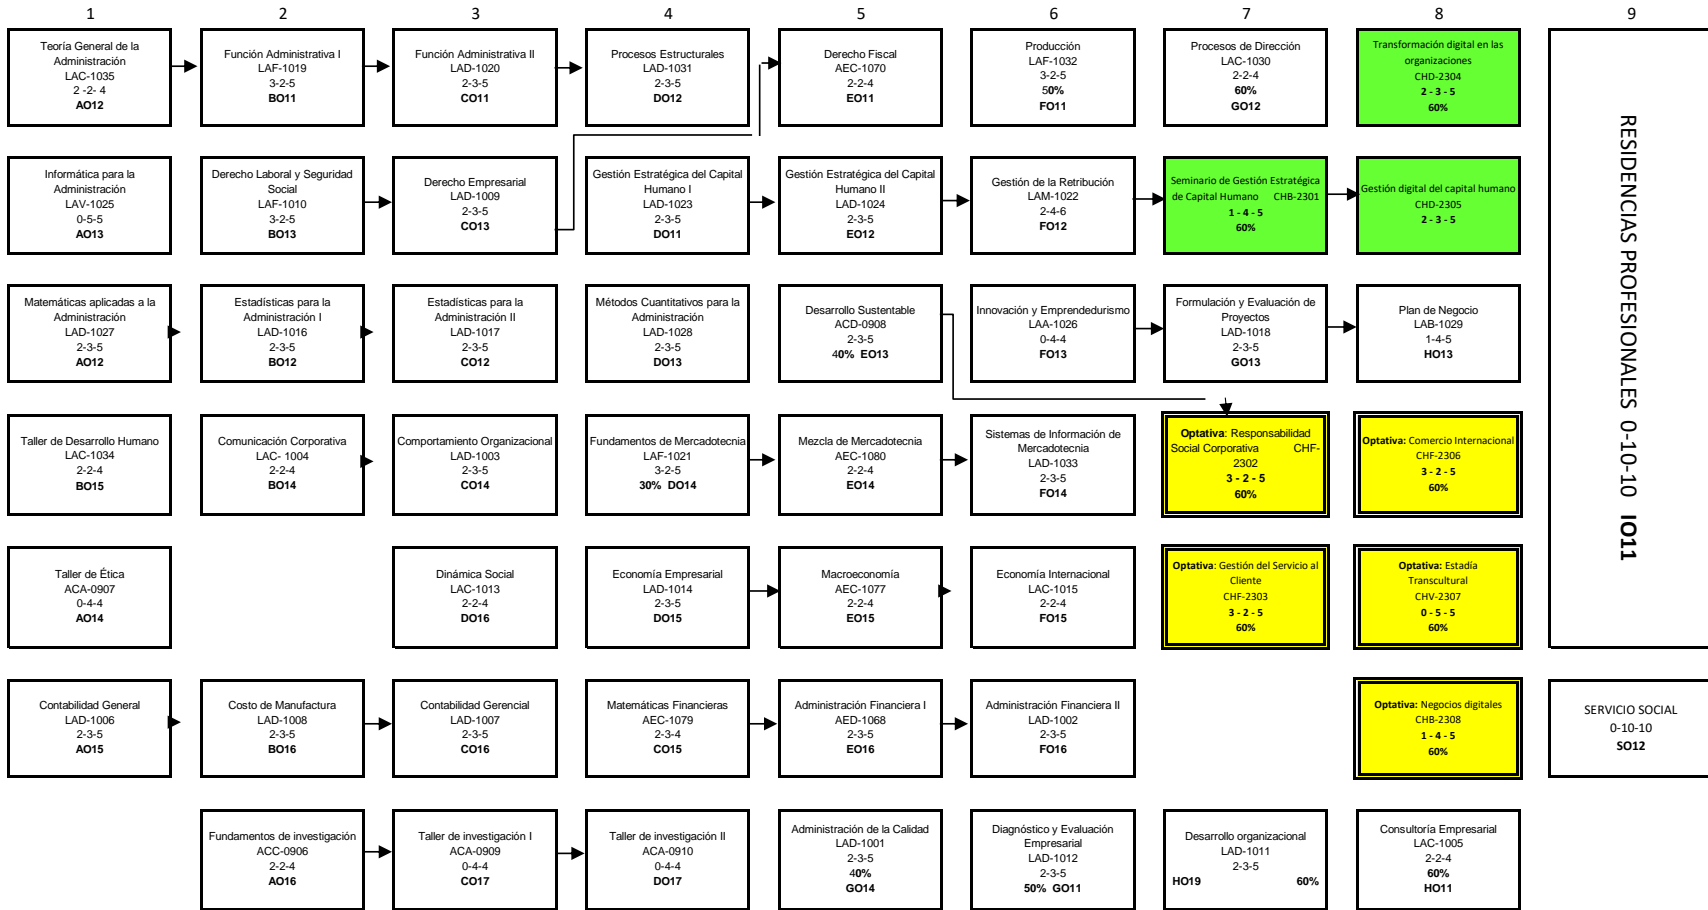 1
2
3
4
5
6
7
8
9
Teoría General de la
Administración
LAC-1035
2 -2- 4
AO12
Función Administrativa I
LAF-1019
3-2-5
BO11
Función Administrativa II
LAD-1020
2-3-5
CO11
Procesos Estructurales
LAD-1031
2-3-5
DO12
Derecho Fiscal
AEC-1070
2-2-4
EO11
Producción
LAF-1032
3-2-5
50%
FO11
Procesos de Dirección
LAC-1030
2-2-4
60%
GO12
Transformación digital en las
organizaciones
CHD-2304
2 - 3 - 5
60%
RESIDENCIAS PROFESIONALES 0-10-10 IO11
Informática para la
Administración
LAV-1025
0-5-5
AO13
Derecho Laboral y Seguridad
Social
LAF-1010
3-2-5
BO13
Derecho Empresarial
LAD-1009
2-3-5
CO13
Gestión Estratégica del Capital
Humano I
LAD-1023
2-3-5
DO11
Gestión Estratégica del Capital
Humano II
LAD-1024
2-3-5
EO12
Gestión de la Retribución
LAM-1022
2-4-6
FO12
Seminario de Gestión Estratégica
de Capital Humano CHB-2301
1 - 4 - 5
60%
Gestión digital del capital humano
CHD-2305
2 - 3 - 5
Matemáticas aplicadas a la
Administración
LAD-1027
2-3-5
AO12
Estadísticas para la
Administración I
LAD-1016
2-3-5
BO12
Estadísticas para la
Administración II
LAD-1017
2-3-5
CO12
Métodos Cuantitativos para la
Administración
LAD-1028
2-3-5
DO13
Desarrollo Sustentable
ACD-0908
2-3-5
40% EO13
Innovación y Emprendedurismo
LAA-1026
0-4-4
FO13
Formulación y Evaluación de
Proyectos
LAD-1018
2-3-5
GO13
Plan de Negocio
LAB-1029
1-4-5
HO13
Taller de Desarrollo Humano
LAC-1034
2-2-4
BO15
Comunicación Corporativa
LAC- 1004
2-2-4
BO14
Comportamiento Organizacional
LAD-1003
2-3-5
CO14
Fundamentos de Mercadotecnia
LAF-1021
3-2-5
30% DO14
Mezcla de Mercadotecnia
AEC-1080
2-2-4
EO14
Sistemas de Información de
Mercadotecnia
LAD-1033
2-3-5
FO14
Optativa: Responsabilidad
Social Corporativa CHF-
2302
3 - 2 - 5
60%
Optativa: Comercio Internacional
CHF-2306
3 - 2 - 5
60%
Taller de Ética
ACA-0907
0-4-4
AO14
Dinámica Social
LAC-1013
2-2-4
DO16
Economía Empresarial
LAD-1014
2-3-5
DO15
Macroeconomía
AEC-1077
2-2-4
EO15
Economía Internacional
LAC-1015
2-2-4
FO15
Optativa: Gestión del Servicio al
Cliente
CHF-2303
3 - 2 - 5
60%
Optativa: Estadía
Transcultural
CHV-2307
0 - 5 - 5
60%
Contabilidad General
LAD-1006
2-3-5
AO15
Costo de Manufactura
LAD-1008
2-3-5
BO16
Contabilidad Gerencial
LAD-1007
2-3-5
CO16
Matemáticas Financieras
AEC-1079
2-3-4
CO15
Administración Financiera I
AED-1068
2-3-5
EO16
Administración Financiera II
LAD-1002
2-3-5
FO16
Optativa: Negocios digitales
CHB-2308
1 - 4 - 5
60%
SERVICIO SOCIAL
0-10-10
SO12
Fundamentos de investigación
ACC-0906
2-2-4
AO16
Taller de investigación I
ACA-0909
0-4-4
CO17
Taller de investigación II
ACA-0910
0-4-4
DO17
Administración de la Calidad
LAD-1001
2-3-5
40%
GO14
Diagnóstico y Evaluación
Empresarial
LAD-1012
2-3-5
50% GO11
Desarrollo organizacional
LAD-1011
2-3-5
HO19 60%
Consultoría Empresarial
LAC-1005
2-2-4
60%
HO11